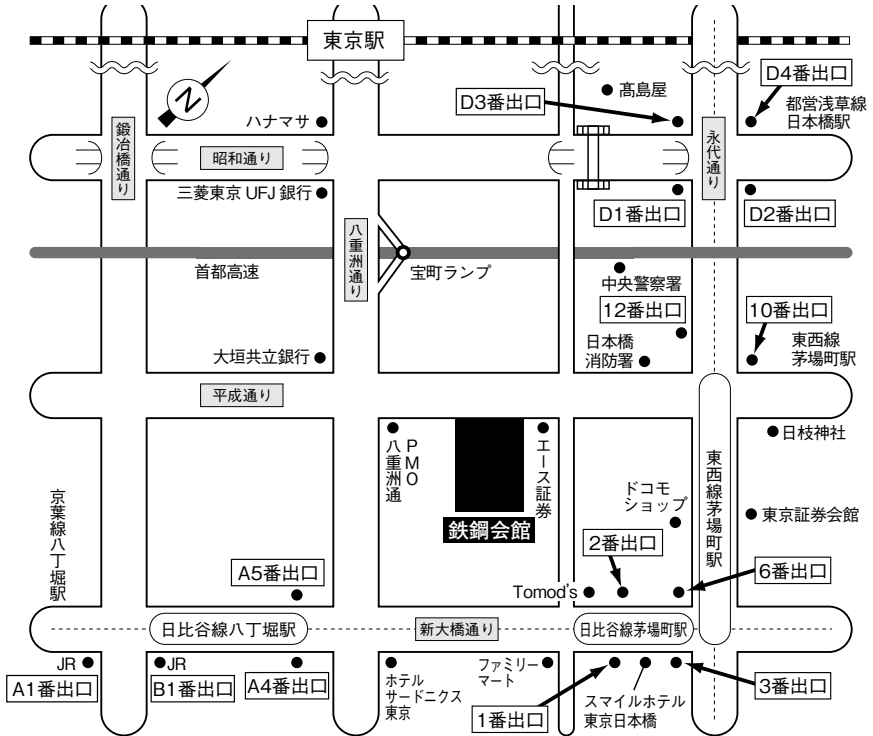 東京駅
N
髙島屋
D3番出口
D4番出口
都営浅草線
日本橋駅
ハナマサ
鍛冶橋通り
昭和通り
永代通り
三菱東京UFJ銀行
D1番出口
D2番出口
八重洲通り
首都高速
宝町ランプ
中央警察署
12番出口
10番出口
日本橋
消防署
東西線
茅場町駅
大垣共立銀行
平成通り
日枝神社
PMO
八重洲通
エース証券
鉄鋼会館
東西線茅場町駅
ドコモ
ショップ
東京証券会館
京葉線八丁堀駅
2番出口
A5番出口
6番出口
Tomod's
日比谷線八丁堀駅
新大橋通り
日比谷線茅場町駅
JR
A1番出口
JR
B1番出口
A4番出口
ホテル
サードニクス
東京
ファミリー
マート
1番出口
スマイルホテル
東京日本橋
3番出口